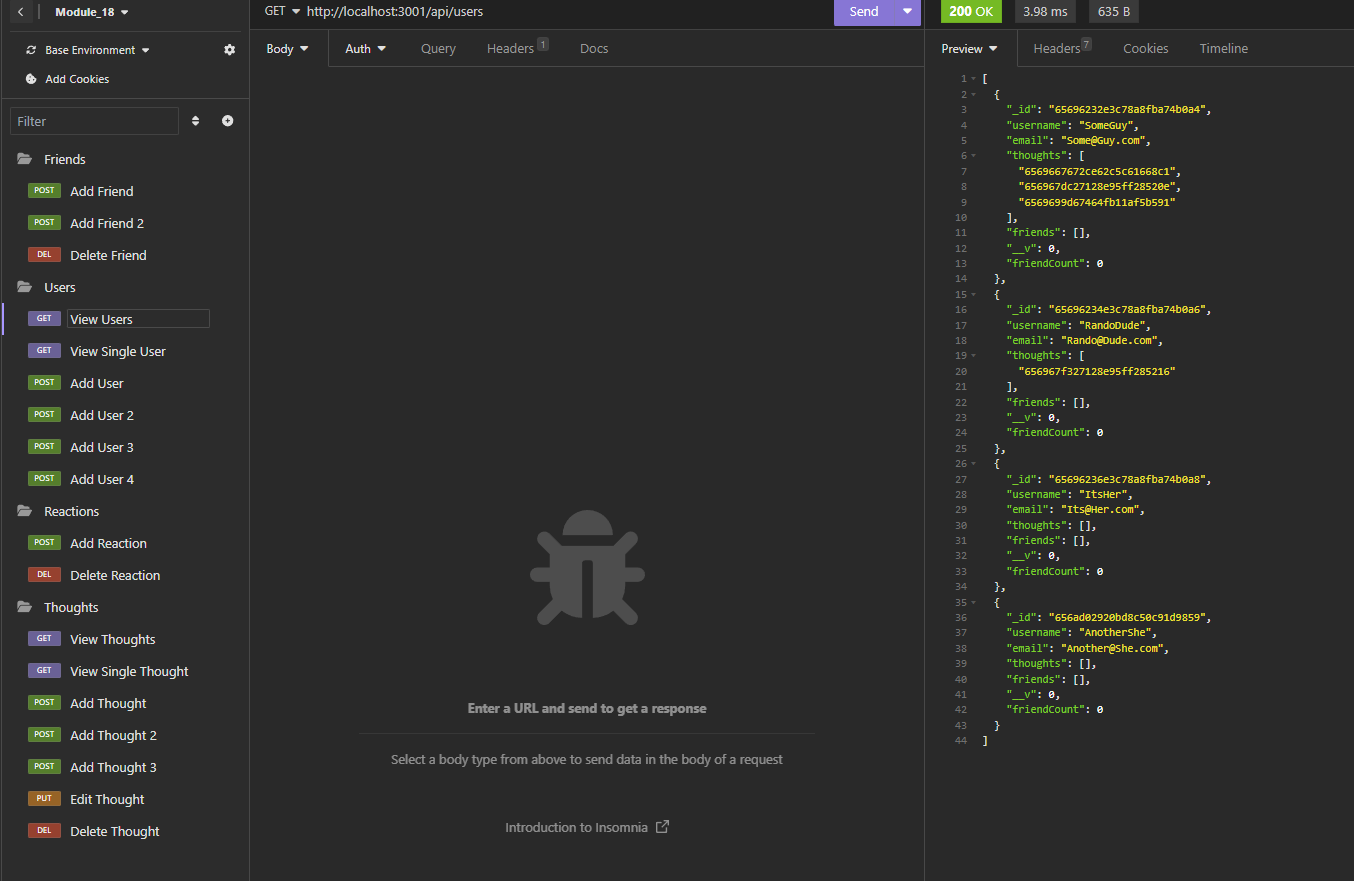 Module_18
Base Environment
Add Cookies
Filter
Friends
POST Add Friend
POST Add Friend 2
DEL Delete Friend
Users
GET View Users
GET View Single User
POST Add User
POST Add User 2
POST Add User 3
POST Add User 4
Reactions
POST Add Reaction
DEL Delete Reaction
Thoughts
GET View Thoughts
GET View Single Thought
POST Add Thought
POST Add Thought 2
POST Add Thought 3
PUT Edit Thought
DEL Delete Thought
GET http://localhost:3001/api/users Send
Body Auth Query Headers 1 Docs
Enter a URL and send to get a response
Select a body type from above to send data in the body of a request
Introduction to Insomnia
200 OK 3.98 ms 635 B
Preview Headers 7 Cookies Timeline
1 [
2 {
3 "_id": "65696232e3c78a8fba74b0a4",
4 "username": "SomeGuy",
5 "email": "Some@Guy.com",
6 "thoughts": [
7 "6569667672ce62c5c61668c1",
8 "656967dc27128e95ff28520e",
9 "6569699d67464fb11af5b591"
10 ],
11 "friends": [],
12 "__v": 0,
13 "friendCount": 0
14 },
15 {
16 "_id": "65696234e3c78a8fba74b0a6",
17 "username": "RandoDude",
18 "email": "Rando@Dude.com",
19 "thoughts": [
20 "656967f327128e95ff285216"
21 ],
22 "friends": [],
23 "__v": 0,
24 "friendCount": 0
25 },
26 {
27 "_id": "65696236e3c78a8fba74b0a8",
28 "username": "ItsHer",
29 "email": "Its@Her.com",
30 "thoughts": [],
31 "friends": [],
32 "__v": 0,
33 "friendCount": 0
34 },
35 {
36 "_id": "656ad02920bd8c50c91d9859",
37 "username": "AnotherShe",
38 "email": "Another@She.com",
39 "thoughts": [],
40 "friends": [],
41 "__v": 0,
42 "friendCount": 0
43 }
44 ]